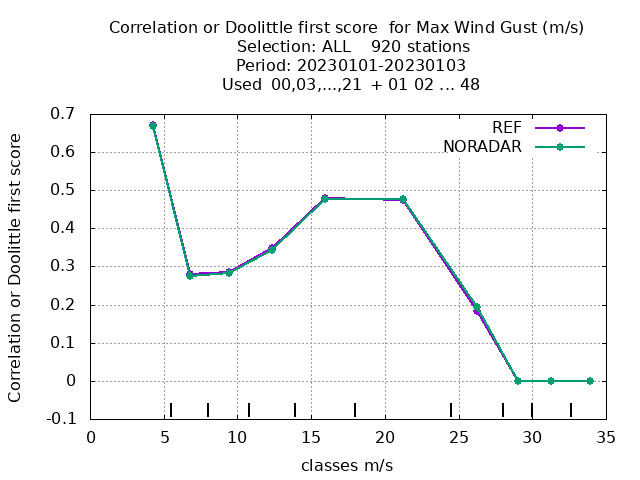 Correlation or Doolittle first score  for Max Wind Gust (m/s)
Selection: ALL    920 stations
Period: 20230101-20230103
Used  00,03,...,21  + 01 02 ... 48
Correlation or Doolittle first score
REF
NORADAR
0.7
0.6
0.5
0.4
0.3
0.2
0.1
0
-0.1
0 5 10 15 20 25 30 35
classes m/s